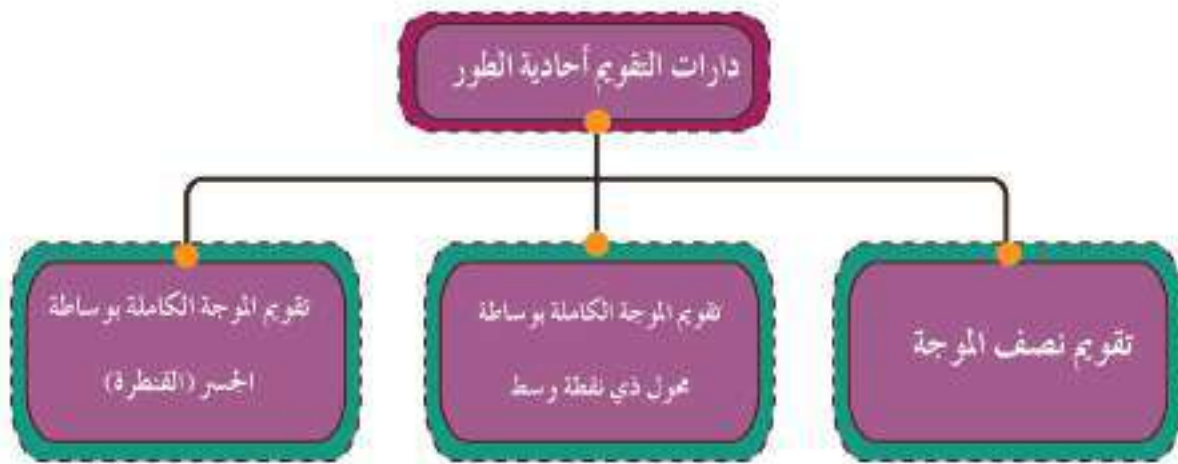 دارات التقويم أحادية الطور
تقويم نصف الموجة
تقويم الموجة الكاملة بوساطة
محول ذي نقطة وسط
تقويم الموجة الكاملة بوساطة
الجسر (القنطرة)